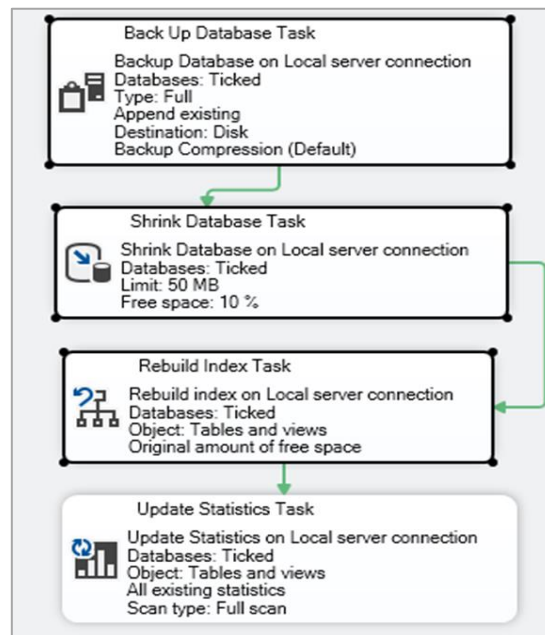 Back Up Database Task
Backup Database on Local server connection
Databases: Ticked
Type: Full
Append existing
Destination: Disk
Backup Compression (Default)
Shrink Database Task
Shrink Database on Local server connection
Databases: Ticked
Limit: 50 MB
Free space: 10 %
Rebuild Index Task
Rebuild index on Local server connection
Databases: Ticked
Object: Tables and views
Original amount of free space
Update Statistics Task
Update Statistics on Local server connection
Databases: Ticked
Object: Tables and views
All existing statistics
Scan type: Full scan